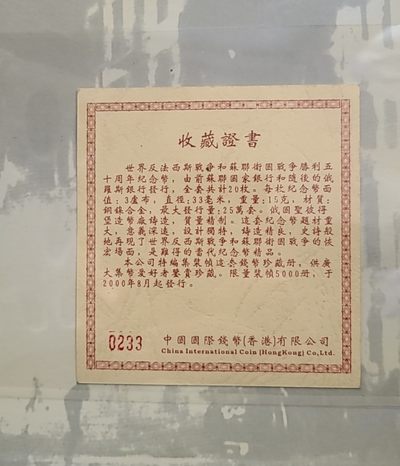 收藏證書
世界反法西斯戰爭和蘇聯衛國戰爭勝利五
十周年紀念幣，由前蘇聯國家銀行和隨後的俄
羅斯銀行發行，全套共計20枚。每枚紀念幣面
值：3盧布，直徑：33毫米，重量：15克，材質：
銅鎳合金，最大發行量：25萬套。俄國聖彼得
堡造幣廠鑄造，質量精制。這套紀念幣題材重
大，意義深遠，設計獨特，鑄造精良，史詩般
地再現了世界反西斯戰爭和蘇聯衛國戰爭的恢
宏場面，是難得的當代紀念幣精品。
本公司特編集裝幀這套錢幣珍藏册，供廣
大集幣愛好者鑒賞珍藏。限量裝幀5000册，于
2000年8月起發行。
0233
中國國際錢幣(香港)有限公司
China International Coin (HungKong) Co,Ltd.